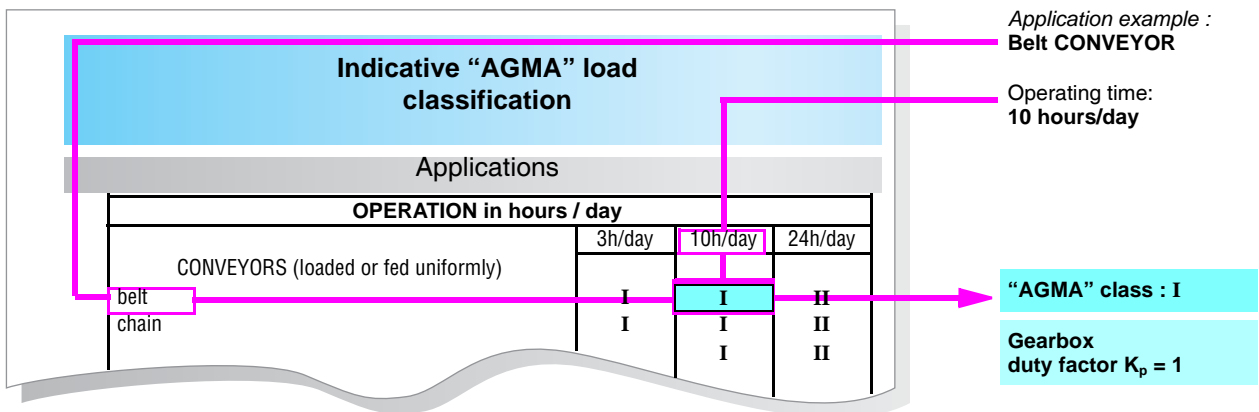 Application example :
Belt CONVEYOR
Operating time:
10 hours/day
Indicative “AGMA” load
classification
Applications
OPERATION in hours / day
3h/day 10h/day 24h/day
CONVEYORS (loaded or fed uniformly)
belt I I II
chain I I II
I II
“AGMA” class : I
Gearbox
duty factor Kp = 1